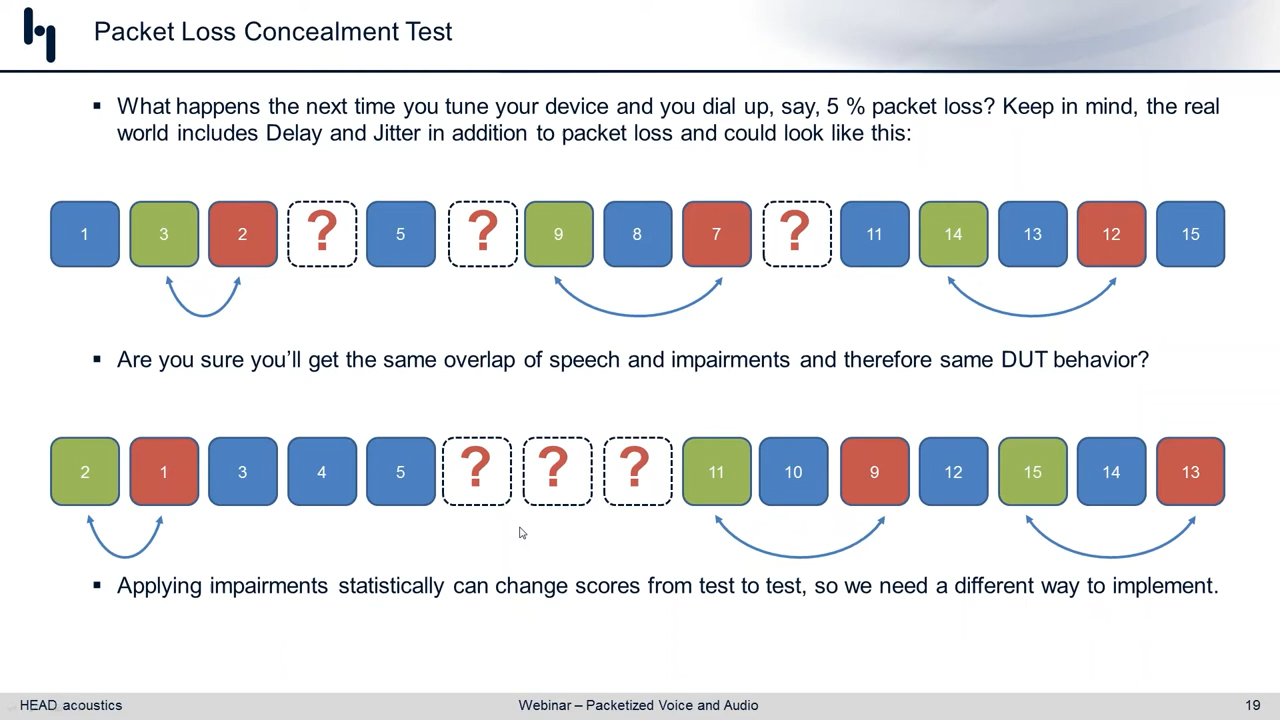 Packet Loss Concealment Test
▪ What happens the next time you tune your device and you dial up, say, 5 % packet loss? Keep in mind, the real
world includes Delay and Jitter in addition to packet loss and could look like this:
1 3 2 ? 5 ? 9 8 7 ? 11 14 13 12 15
▪ Are you sure you’ll get the same overlap of speech and impairments and therefore same DUT behavior?
2 1 3 4 5 ? ? ? 11 10 9 12 15 14 13
▪ Applying impairments statistically can change scores from test to test, so we need a different way to implement.
HEAD acoustics Webinar – Packetized Voice and Audio 19